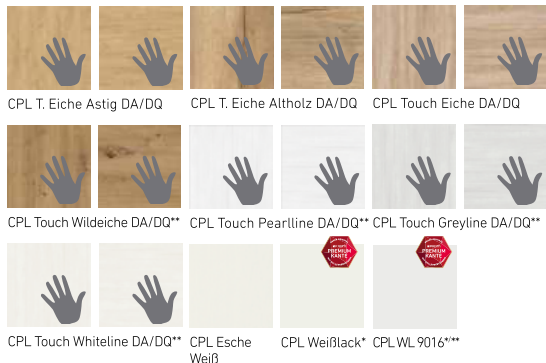 CPL T. Eiche Astig DA/DQ
CPL T. Eiche Altholz DA/DQ
CPL Touch Eiche DA/DQ
CPL Touch Wildeiche DA/DQ**
CPL Touch Pearlline DA/DQ**
CPL Touch Greyline DA/DQ**
PREMIUM
KANTE
PREMIUM
KANTE
CPL Touch Whiteline DA/DQ**
CPL Esche
Weiß
CPL Weißlack*
CPL WL 9016*/**